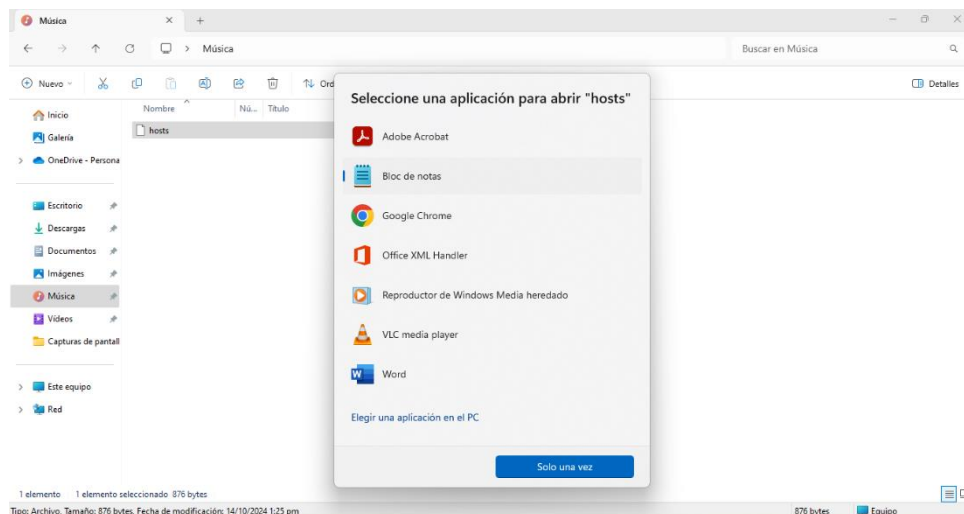 Música
Música
Buscar en Música
Nuevo
Ord
Detalles
Inicio
Galería
OneDrive - Persona
Escritorio
Descargas
Documentos
Imágenes
Música
Vídeos
Capturas de pantall
Este equipo
Red
Nombre Nú... Título
hosts
Seleccione una aplicación para abrir "hosts"
Adobe Acrobat
Bloc de notas
Google Chrome
Office XML Handler
Reproductor de Windows Media heredado
VLC media player
Word
Elegir una aplicación en el PC
Solo una vez
1 elemento 1 elemento seleccionado 876 bytes
Tipo: Archivo, Tamaño: 876 bytes, Fecha de modificación: 14/10/2024 1:25 pm
876 bytes Equipo